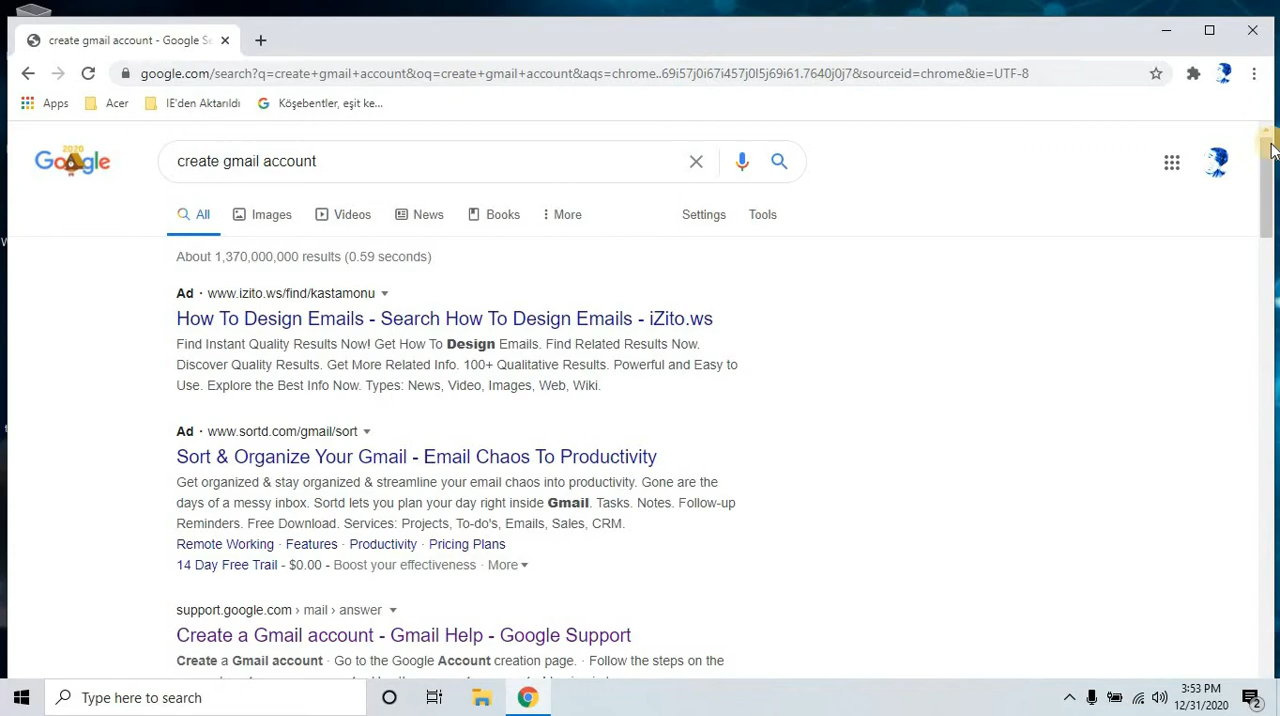 create gmail account - Google Se
google.com/search?q=create+gmail+account&oq=create+gmail+account&aqs=chrome..69i57j0i67i457j0l5j69i61.7640j0j7&sourceid=chrome&ie=UTF-8
Apps Acer IE'den Aktarıldı Köşebentler, eşit ke...
2020
Google create gmail account
All Images Videos News Books More Settings Tools
About 1,370,000,000 results (0.59 seconds)
Ad · www.izito.ws/find/kastamonu
How To Design Emails - Search How To Design Emails - iZito.ws
Find Instant Quality Results Now! Get How To Design Emails. Find Related Results Now.
Discover Quality Results. Get More Related Info. 100+ Qualitative Results. Powerful and Easy to
Use. Explore the Best Info Now. Types: News, Video, Images, Web, Wiki.
Ad · www.sortd.com/gmail/sort
Sort & Organize Your Gmail - Email Chaos To Productivity
Get organized & stay organized & streamline your email chaos into productivity. Gone are the
days of a messy inbox. Sortd lets you plan your day right inside Gmail. Tasks. Notes. Follow-up
Reminders. Free Download. Services: Projects, To-do's, Emails, Sales, CRM.
Remote Working · Features · Productivity · Pricing Plans
14 Day Free Trail - $0.00 - Boost your effectiveness · More
support.google.com › mail › answer
Create a Gmail account - Gmail Help - Google Support
Create a Gmail account · Go to the Google Account creation page. · Follow the steps on the
Type here to search
3:53 PM
12/31/2020
2